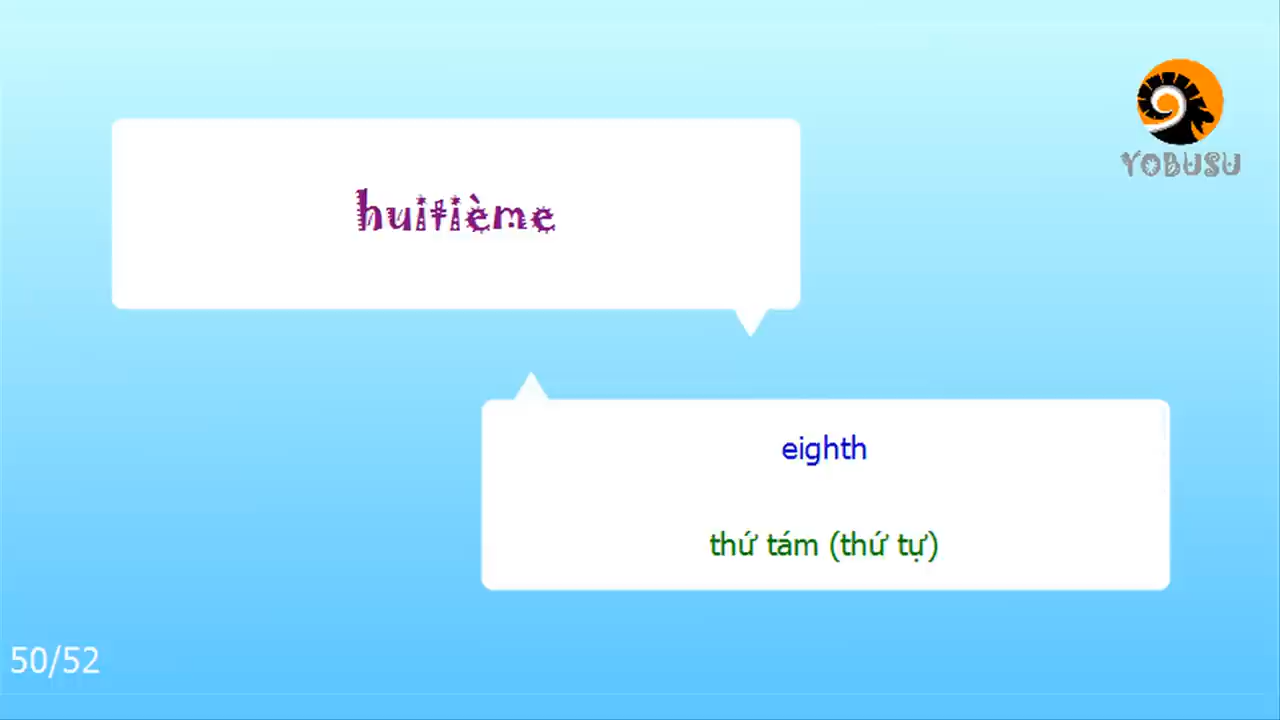 YOBUSU
huitième
eighth
thứ tám (thứ tự)
50/52